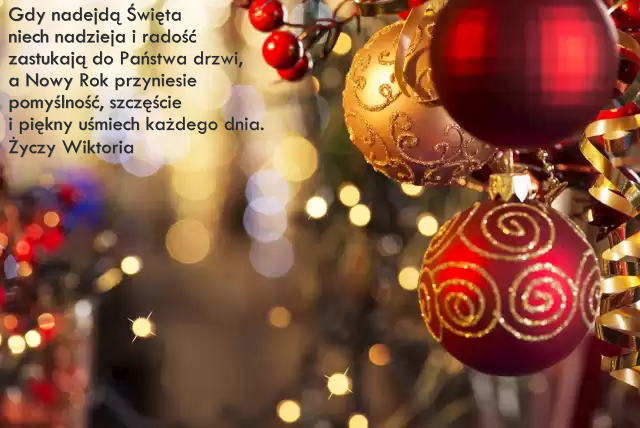 Gdy nadejdą Święta
niech nadzieja i radość
zastukają do Państwa drzwi,
a Nowy Rok przyniesie
pomyślność, szczęście
i piękny uśmiech każdego dnia.
Życzy Wiktoria